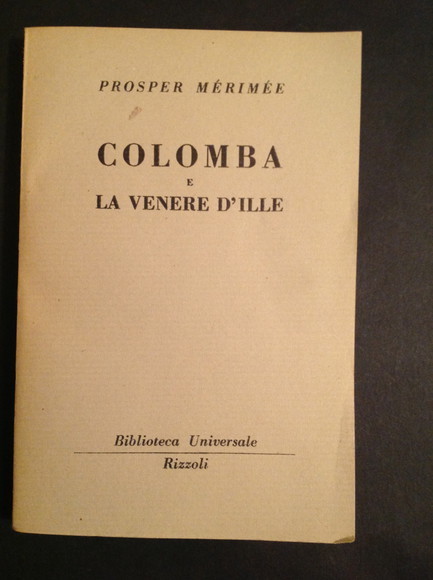 PROSPER MÉRIMÉE
COLOMBA
E
LA VENERE D'ILLE
Biblioteca Universale
Rizzoli